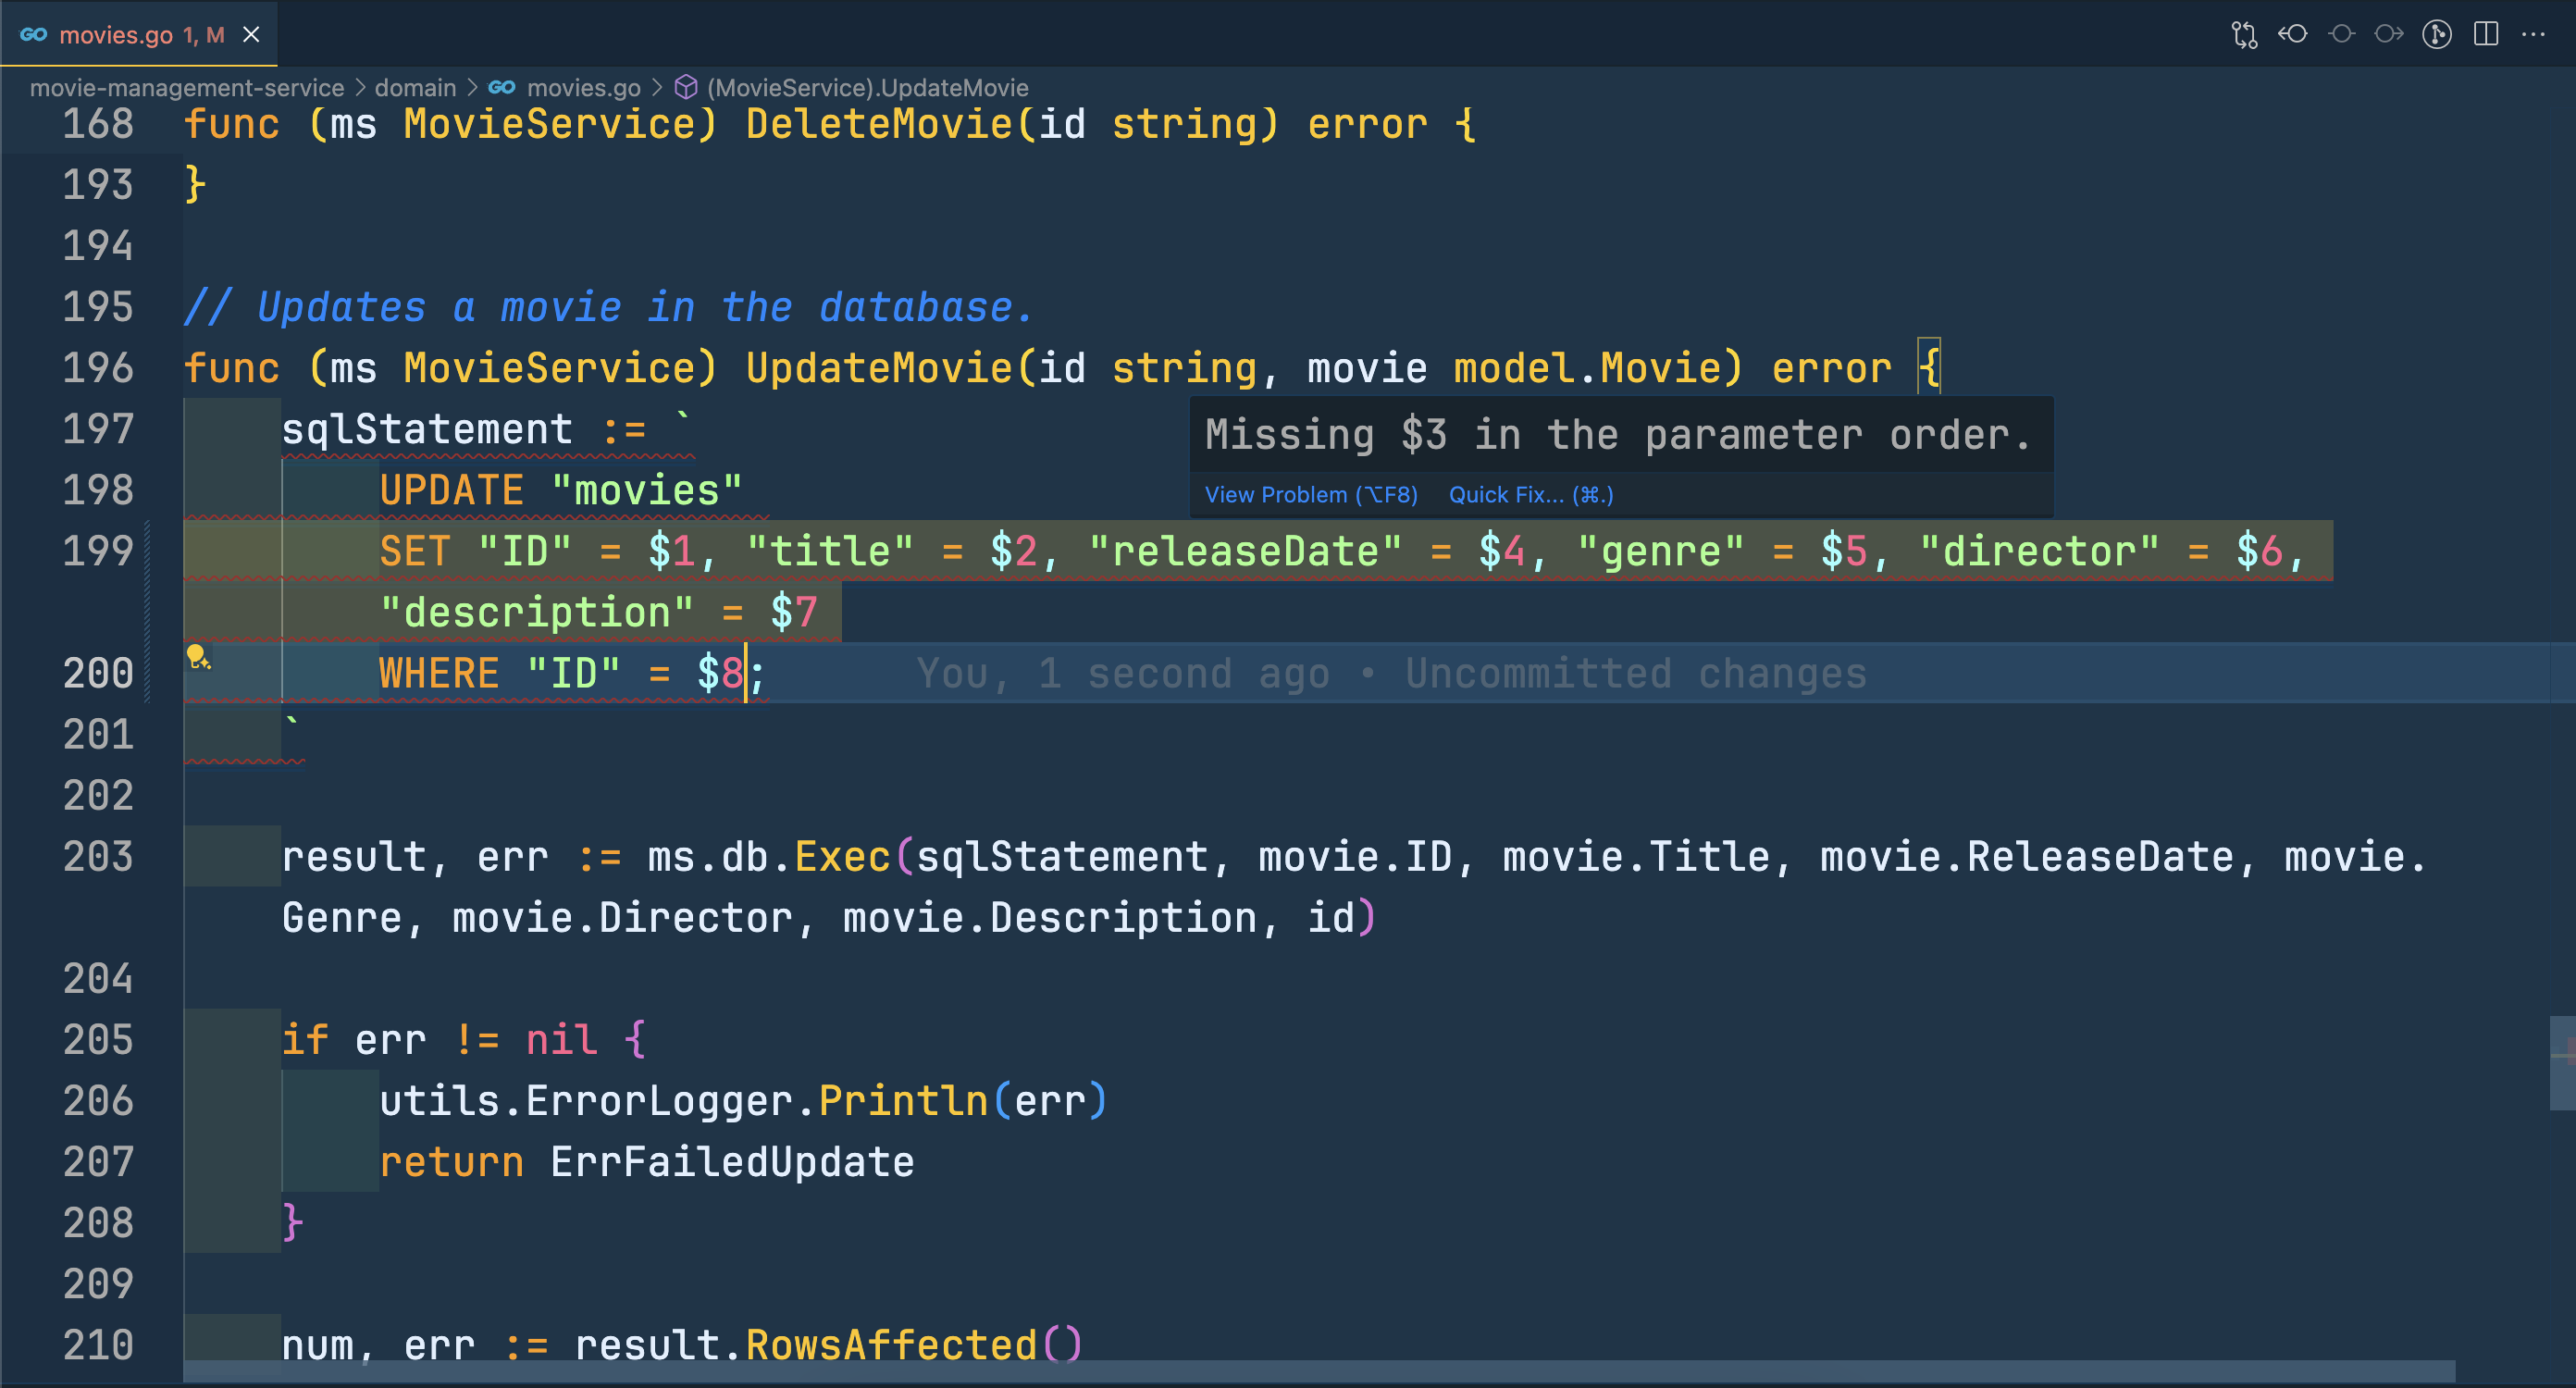 GO movies.go 1, M
movie-management-service > domain > GO movies.go > (MovieService).UpdateMovie
168 func (ms MovieService) DeleteMovie(id string) error {
193 }
194
195 // Updates a movie in the database.
196 func (ms MovieService) UpdateMovie(id string, movie model.Movie) error {
197 sqlStatement := `
Missing $3 in the parameter order.
198 UPDATE "movies"
View Problem (⌥F8) Quick Fix... (⌘.)
199 SET "ID" = $1, "title" = $2, "releaseDate" = $4, "genre" = $5, "director" = $6,
"description" = $7
200 WHERE "ID" = $8; You, 1 second ago • Uncommitted changes
201 `
202
203 result, err := ms.db.Exec(sqlStatement, movie.ID, movie.Title, movie.ReleaseDate, movie.
Genre, movie.Director, movie.Description, id)
204
205 if err != nil {
206 utils.ErrorLogger.Println(err)
207 return ErrFailedUpdate
208 }
209
210 num, err := result.RowsAffected()